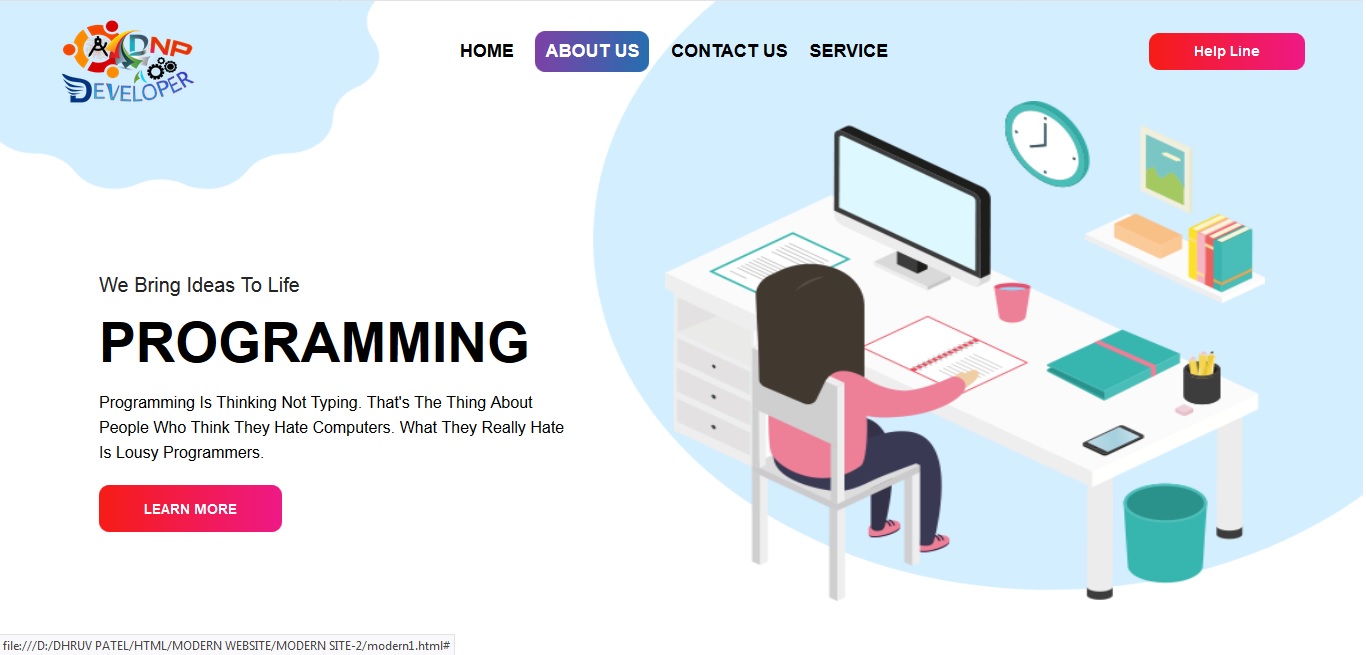 DNP
DEVELOPER
HOME
ABOUT US
CONTACT US
SERVICE
Help Line
We Bring Ideas To Life
PROGRAMMING
Programming Is Thinking Not Typing. That's The Thing About
People Who Think They Hate Computers. What They Really Hate
Is Lousy Programmers.
LEARN MORE
file:///D:/DHRUV PATEL/HTML/MODERN WEBSITE/MODERN SITE-2/modern1.html#